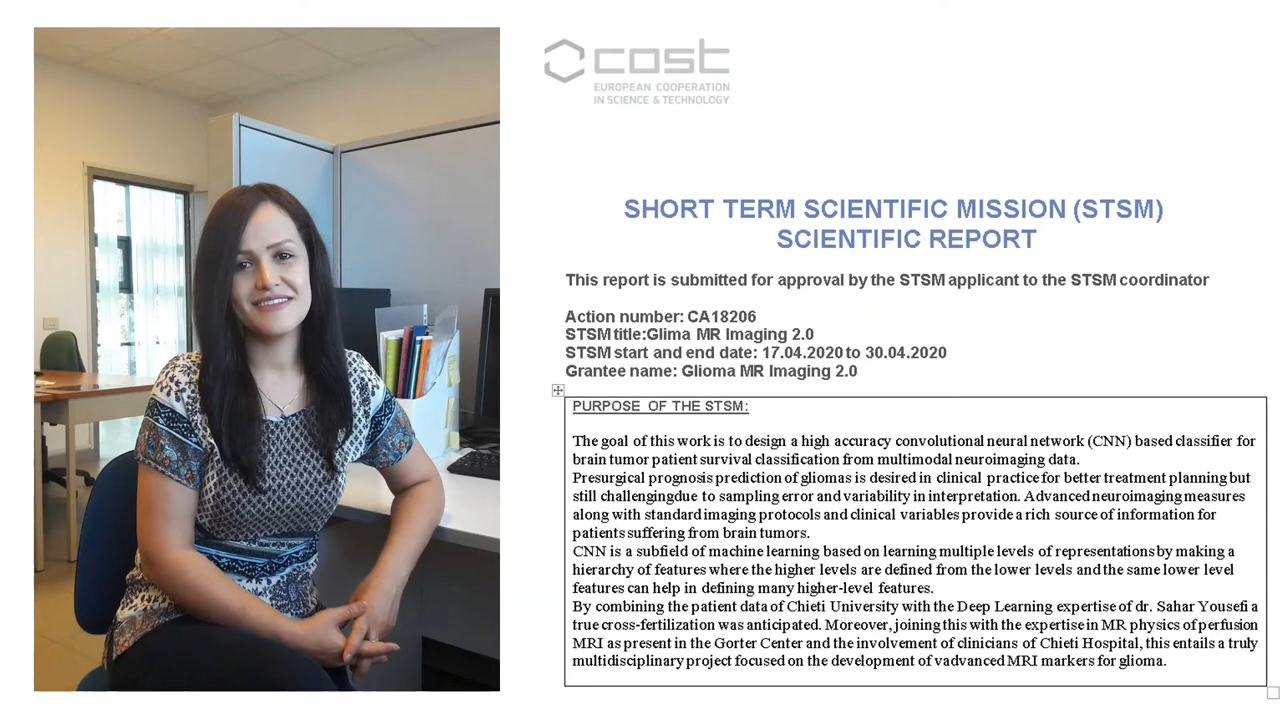 cost
EUROPEAN COOPERATION
IN SCIENCE & TECHNOLOGY
SHORT TERM SCIENTIFIC MISSION (STSM)
SCIENTIFIC REPORT
This report is submitted for approval by the STSM applicant to the STSM coordinator
Action number: CA18206
STSM title:Glima MR Imaging 2.0
STSM start and end date: 17.04.2020 to 30.04.2020
Grantee name: Glioma MR Imaging 2.0
PURPOSE OF THE STSM:
The goal of this work is to design a high accuracy convolutional neural network (CNN) based classifier for
brain tumor patient survival classification from multimodal neuroimaging data.
Presurgical prognosis prediction of gliomas is desired in clinical practice for better treatment planning but
still challengingdue to sampling error and variability in interpretation. Advanced neuroimaging measures
along with standard imaging protocols and clinical variables provide a rich source of information for
patients suffering from brain tumors.
CNN is a subfield of machine learning based on learning multiple levels of representations by making a
hierarchy of features where the higher levels are defined from the lower levels and the same lower level
features can help in defining many higher-level features.
By combining the patient data of Chieti University with the Deep Learning expertise of dr. Sahar Yousefi a
true cross-fertilization was anticipated. Moreover, joining this with the expertise in MR physics of perfusion
MRI as present in the Gorter Center and the involvement of clinicians of Chieti Hospital, this entails a truly
multidisciplinary project focused on the development of vadvanced MRI markers for glioma.